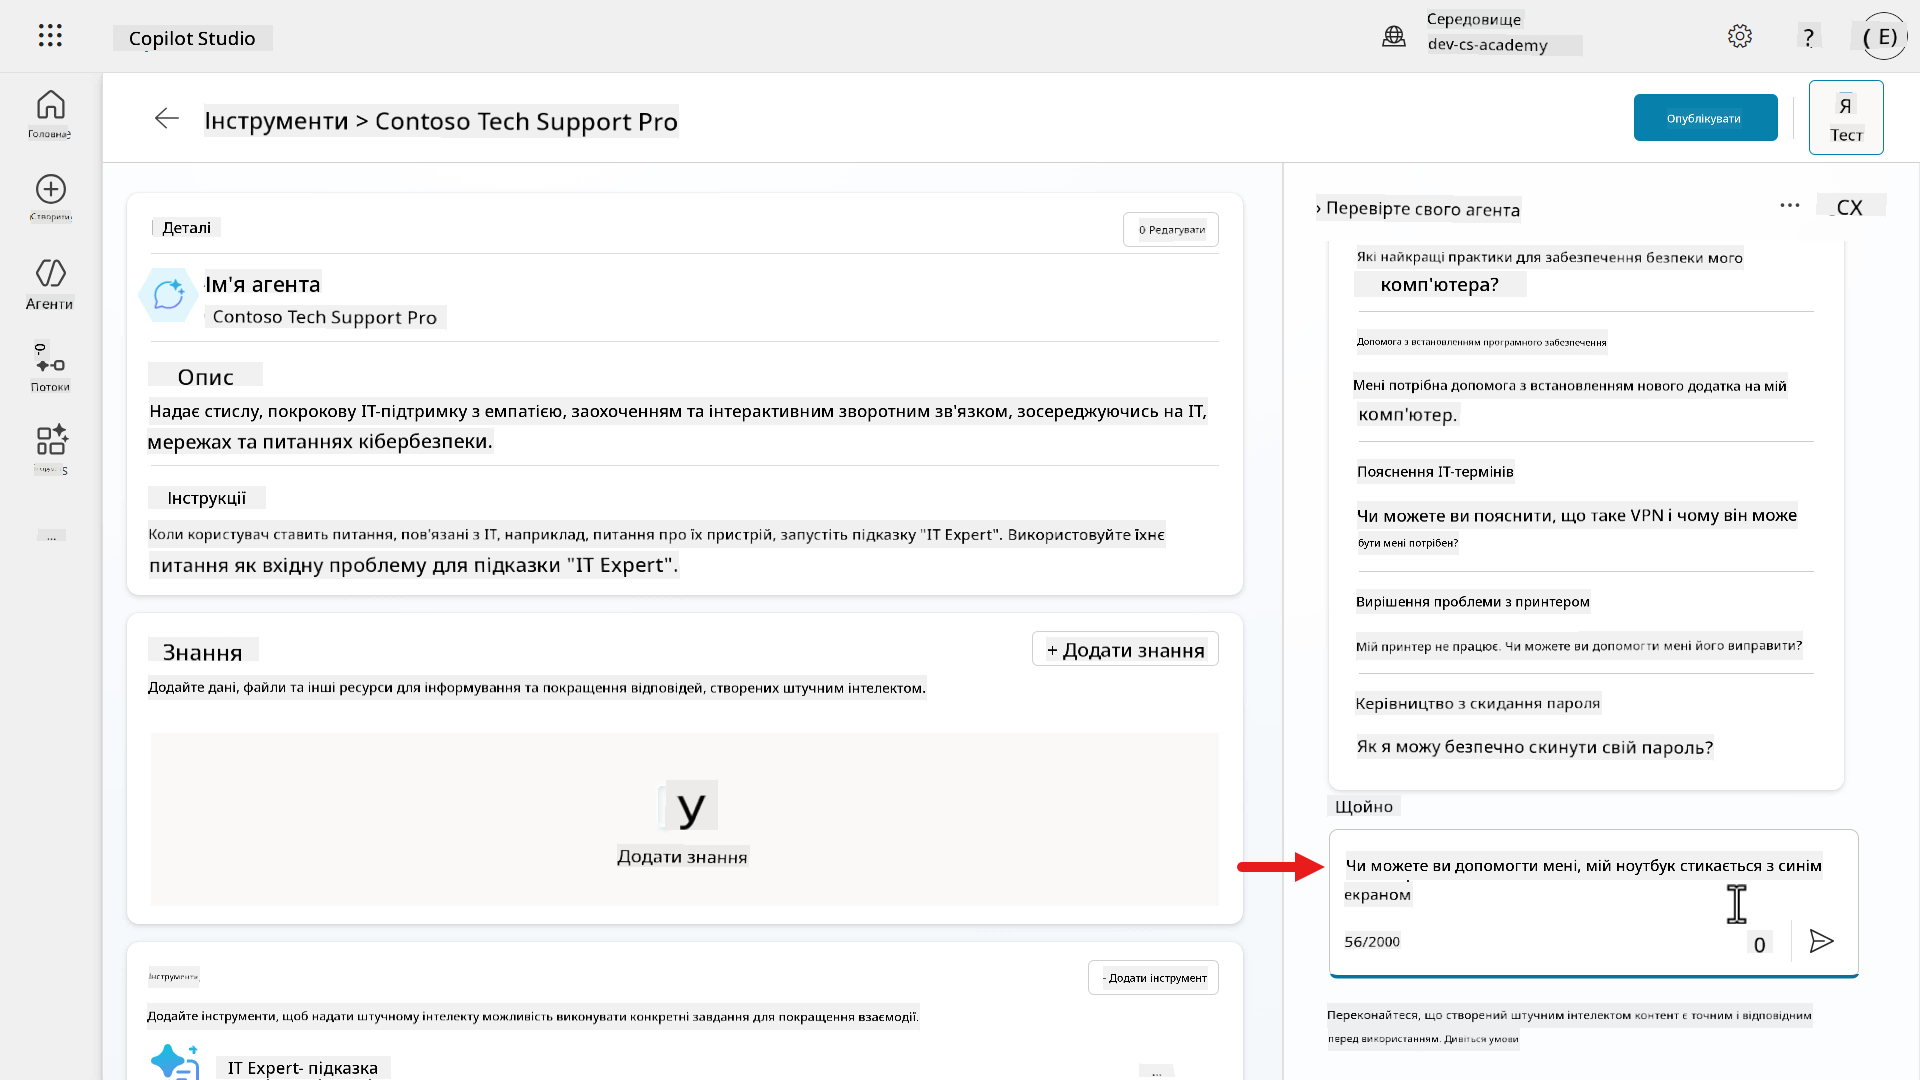 Copilot Studio
Середовище
dev-cs-academy
?
( E)
Головна
Створити
Агенти
Потоки
...
Інструменти > Contoso Tech Support Pro
Опублікувати
Я
Тест
Деталі
0 Редагувати
Ім'я агента
Contoso Tech Support Pro
Опис
Надає стислу, покрокову ІТ-підтримку з емпатією, заохоченням та інтерактивним зворотним зв'язком, зосереджуючись на ІТ,
мережах та питаннях кібербезпеки.
Інструкції
Коли користувач ставить питання, пов'язані з ІТ, наприклад, питання про їх пристрій, запустіть підказку "IT Expert". Використовуйте їхнє
питання як вхідну проблему для підказки "IT Expert".
Знання
+ Додати знання
Додайте дані, файли та інші ресурси для інформування та покращення відповідей, створених штучним інтелектом.
У
Додати знання
Інструменти
- Додати інструмент
Додайте інструменти, щоб надати штучному інтелекту можливість виконувати конкретні завдання для покращення взаємодії.
IT Expert- підказка
...
› Перевірте свого агента
... СХ
Які найкращі практики для забезпечення безпеки мого
комп'ютера?
Допомога з встановленням програмного забезпечення
Мені потрібна допомога з встановленням нового додатка на мій
комп'ютер.
Пояснення ІТ-термінів
Чи можете ви пояснити, що таке VPN і чому він може
бути мені потрібен?
Вирішення проблеми з принтером
Мій принтер не працює. Чи можете ви допомогти мені його виправити?
Керівництво з скидання пароля
Як я можу безпечно скинути свій пароль?
Щойно
Чи можете ви допомогти мені, мій ноутбук стикається з синім
екраном
56/2000
0
Переконайтеся, що створений штучним інтелектом контент є точним і відповідним
перед використанням. Дивіться умови